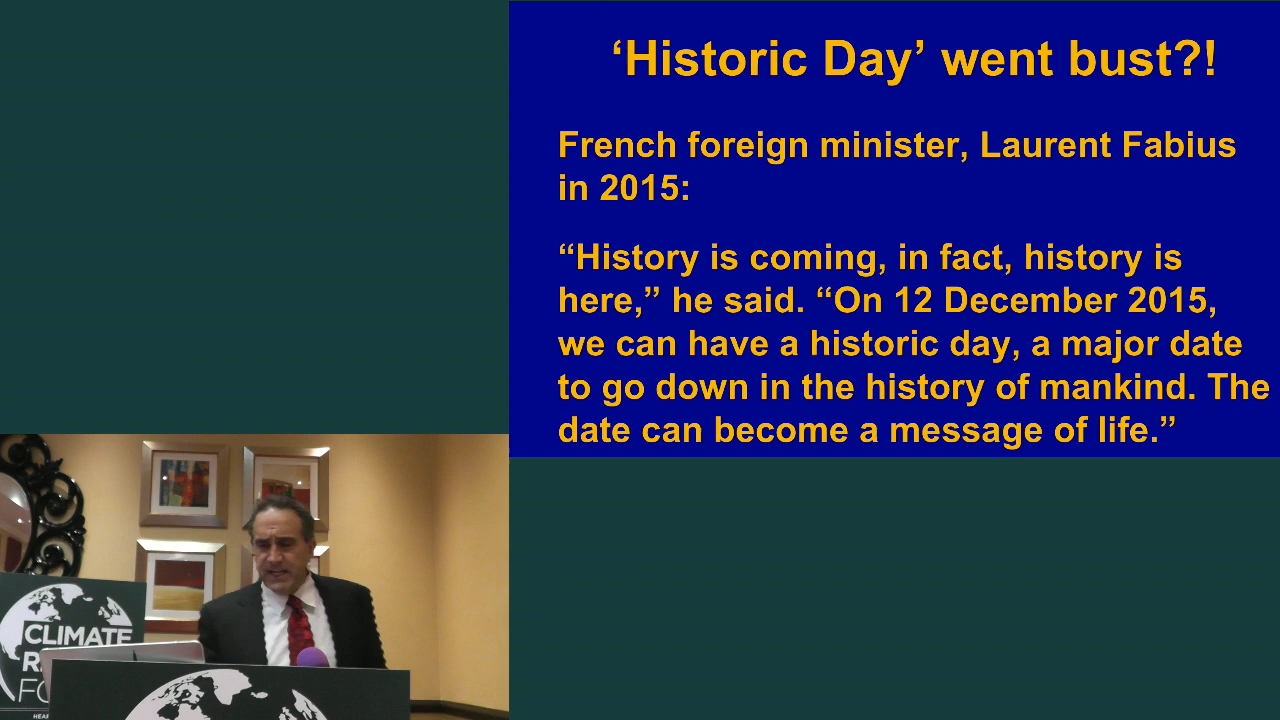 ‘Historic Day’ went bust?!
French foreign minister, Laurent Fabius
in 2015:
“History is coming, in fact, history is
here,” he said. “On 12 December 2015,
we can have a historic day, a major date
to go down in the history of mankind. The
date can become a message of life.”
CLIMATE